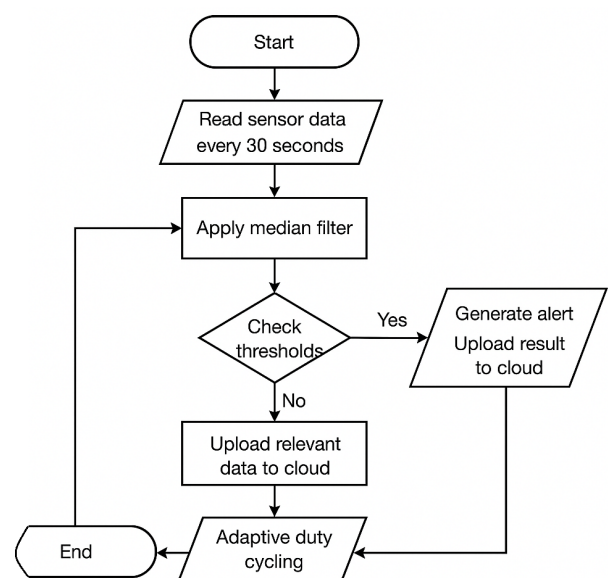 Start
Read sensor data
every 30 seconds
Apply median filter
Check
thresholds
Yes
Generate alert
Upload result
to cloud
No
Upload relevant
data to cloud
Adaptive duty
cycling
End